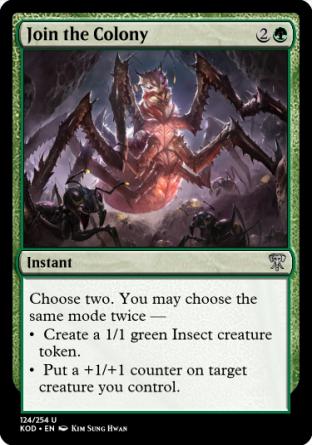 Join the Colony 2
Instant
Choose two. You may choose the
same mode twice —
• Create a 1/1 green Insect creature
token.
• Put a +1/+1 counter on target
creature you control.
124/254 U
KOD • EN Kim Sung Hwan